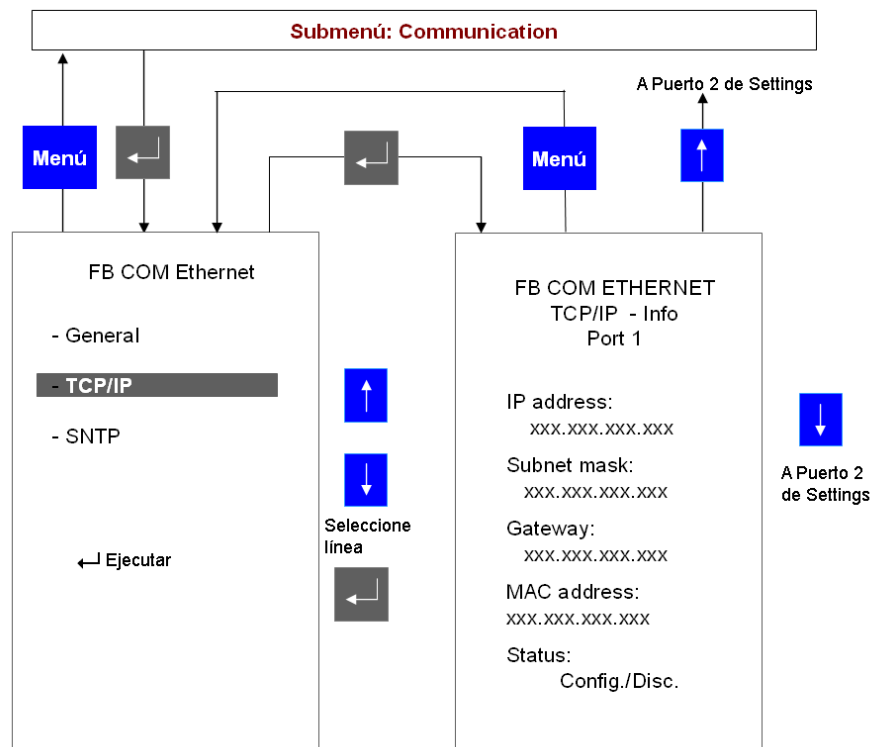 Submenú: Communication
A Puerto 2 de Settings
Menú
Menú
FB COM Ethernet
- General
- TCP/IP
- SNTP
↵ Ejecutar
Seleccione
línea
FB COM ETHERNET
TCP/IP - Info
Port 1
IP address:
xxx.xxx.xxx.xxx
Subnet mask:
xxx.xxx.xxx.xxx
Gateway:
xxx.xxx.xxx.xxx
MAC address:
xxx.xxx.xxx.xxx
Status:
Config./Disc.
A Puerto 2
de Settings